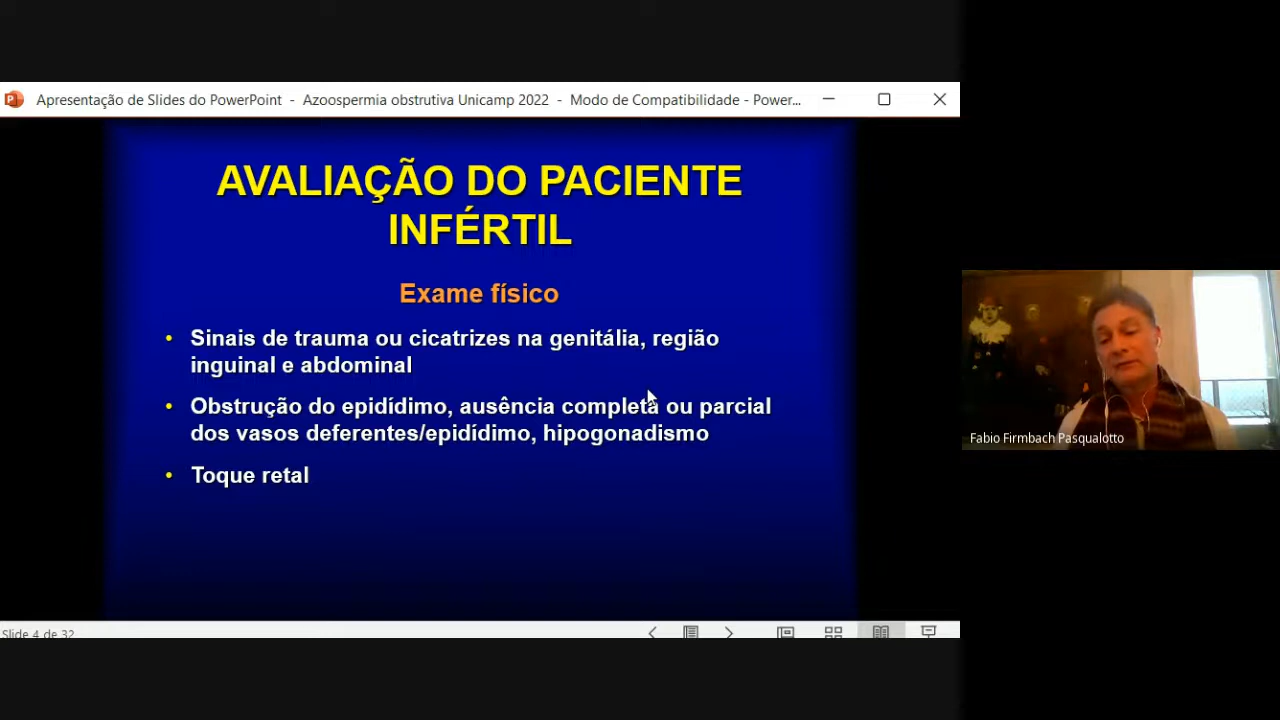 Apresentação de Slides do PowerPoint - Azoospermia obstrutiva Unicamp 2022 - Modo de Compatibilidade - Power...
AVALIAÇÃO DO PACIENTE
INFÉRTIL
Exame físico
• Sinais de trauma ou cicatrizes na genitália, região
inguinal e abdominal
• Obstrução do epidídimo, ausência completa ou parcial
dos vasos deferentes/epidídimo, hipogonadismo
• Toque retal
Fabio Firmbach Pasqualotto
Slide 4 de 32